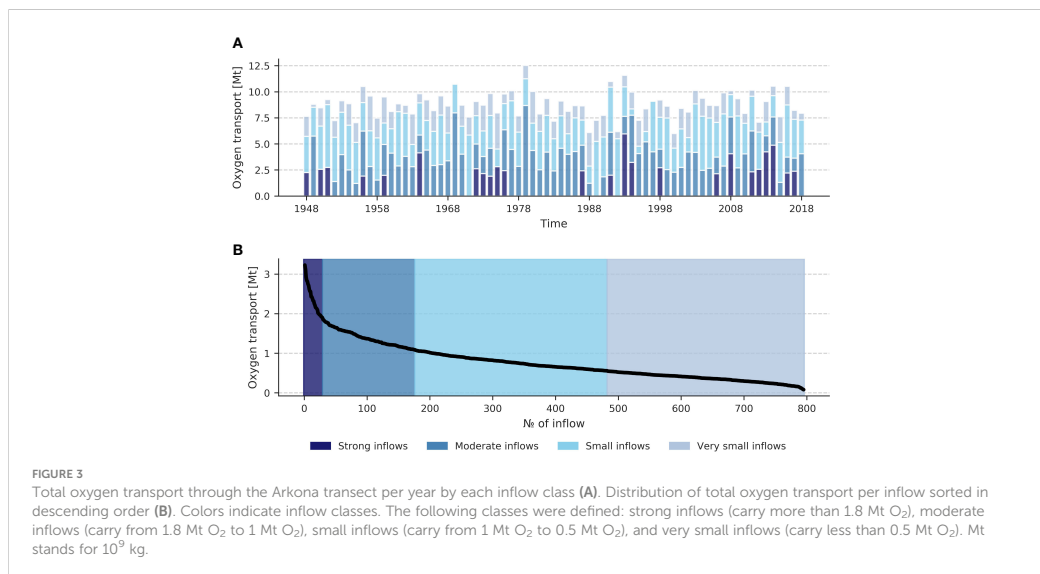 A
Oxygen transport [Mt]
12.5
10.0
7.5
5.0
2.5
0.0
1948 1958 1968 1978 1988 1998 2008 2018
Time
B
Oxygen transport [Mt]
3
2
1
0
0 100 200 300 400 500 600 700 800
№ of inflow
Strong inflows Moderate inflows Small inflows Very small inflows
FIGURE 3
Total oxygen transport through the Arkona transect per year by each inflow class (A). Distribution of total oxygen transport per inflow sorted in
descending order (B). Colors indicate inflow classes. The following classes were defined: strong inflows (carry more than 1.8 Mt O₂), moderate
inflows (carry from 1.8 Mt O₂ to 1 Mt O₂), small inflows (carry from 1 Mt O₂ to 0.5 Mt O₂), and very small inflows (carry less than 0.5 Mt O₂). Mt
stands for 10⁹ kg.